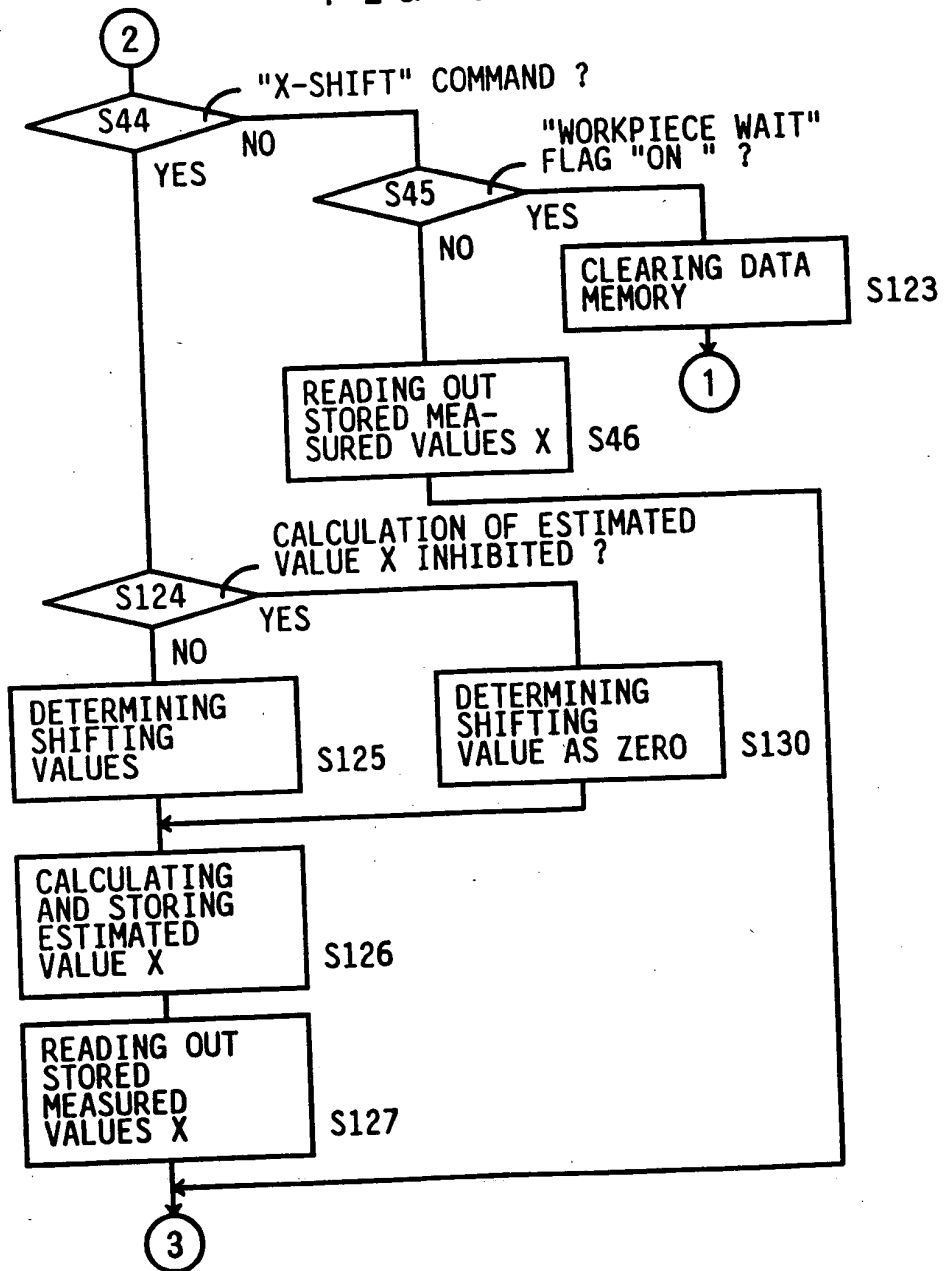 2
"X-SHIFT" COMMAND ?
S44
NO
YES
"WORKPIECE WAIT"
FLAG "ON " ?
S45
YES
NO
CLEARING DATA
MEMORY
S123
1
READING OUT
STORED MEA-
SURED VALUES X
S46
CALCULATION OF ESTIMATED
VALUE X INHIBITED ?
S124
YES
NO
DETERMINING
SHIFTING
VALUES
S125
DETERMINING
SHIFTING
VALUE AS ZERO
S130
CALCULATING
AND STORING
ESTIMATED
VALUE X
S126
READING OUT
STORED
MEASURED
VALUES X
S127
3